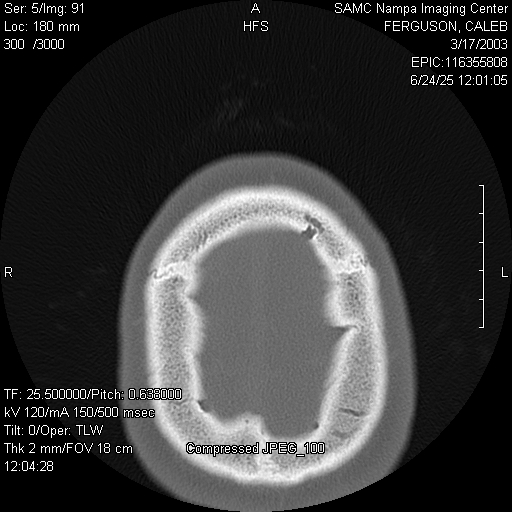 Ser: 5/Img: 91
Loc: 180 mm
300 /3000
A
HFS
SAMC Nampa Imaging Center
FERGUSON, CALEB
3/17/2003
EPIC:116355808
6/24/25 12:01:05
R
L
TF: 25.500000/Pitch: 0.638000
kV 120/mA 150/500 msec
Tilt: 0/Oper: TLW
Thk 2 mm/FOV 18 cm
12:04:28
Compressed JPEG_100